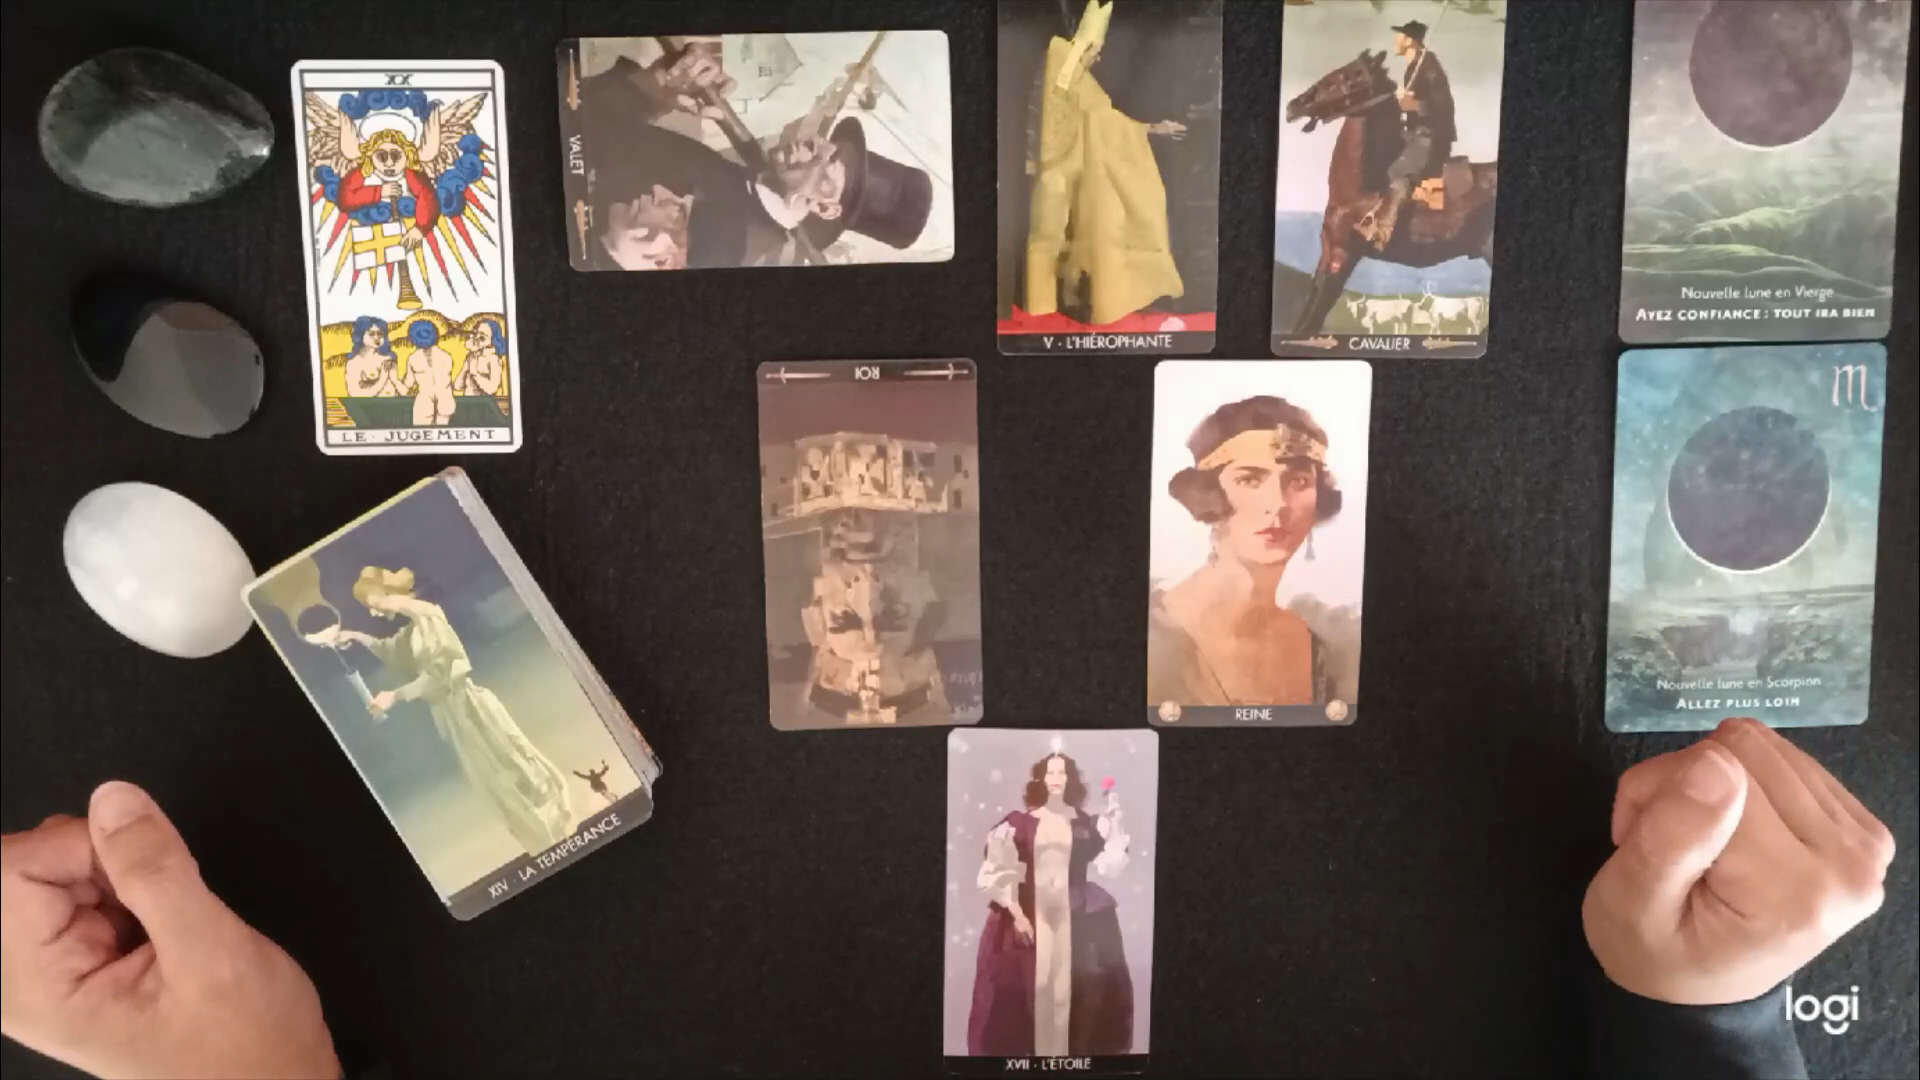 XX
LE · JUGEMENT
VALET
V · L'HIÉROPHANTE
CAVALIER
Nouvelle lune en Vierge
AYEZ CONFIANCE : TOUT IRA BIEN
ROI
REINE
Nouvelle lune en Scorpion
ALLEZ PLUS LOIN
XIV · LA TEMPÉRANCE
XVII · L'ÉTOILE
logi